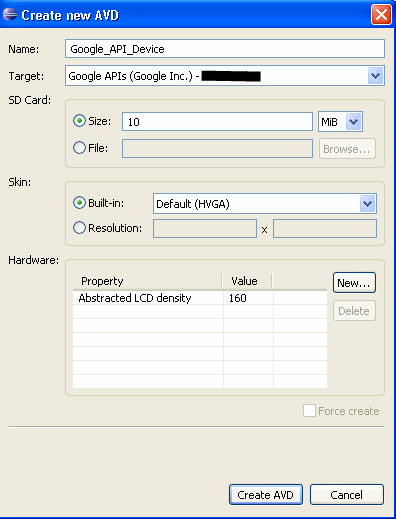 Create new AVD
Name: Google_API_Device
Target: Google APIs (Google Inc.) -
SD Card:
Size: 10 MiB
File: Browse...
Skin:
Built-in: Default (HVGA)
Resolution: x
Hardware:
Property Value New...
Abstracted LCD density 160
Delete
Force create
Create AVD Cancel